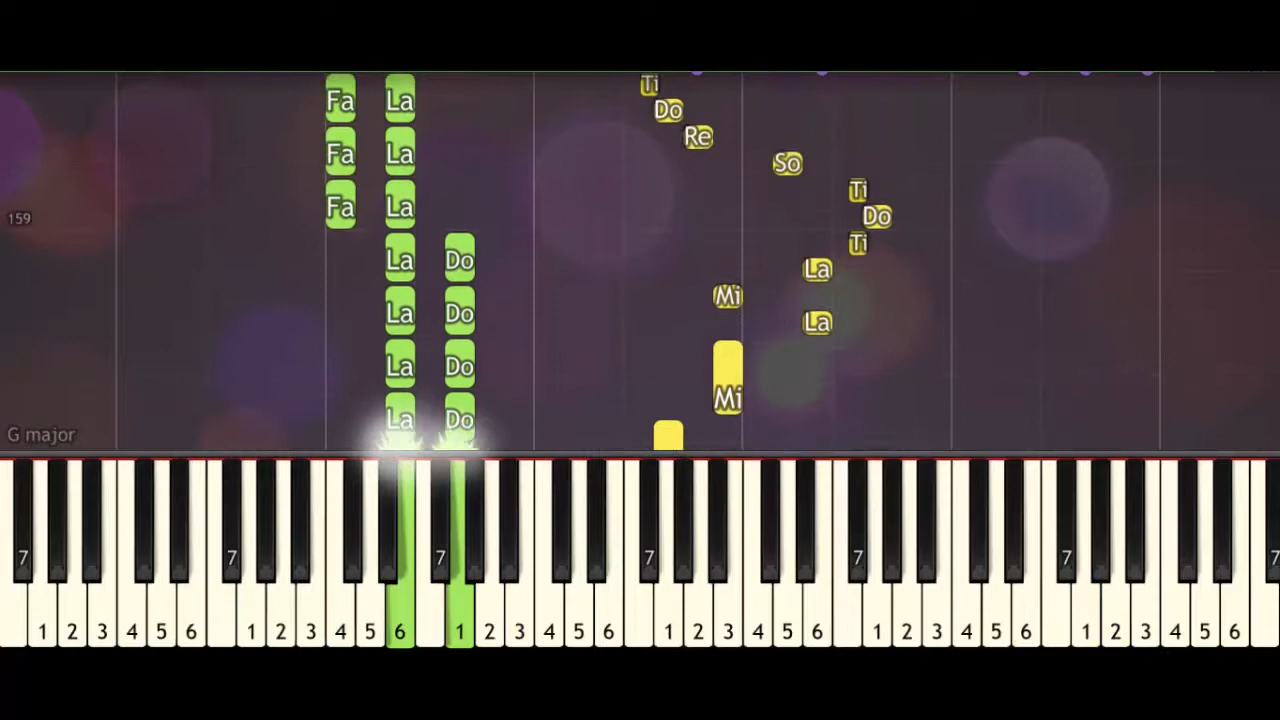 Ti
Fa La Do
Re
Fa La So
Ti
159 Fa La Do
Ti
La Do La
Mi
La Do La
La Do
Mi
La Do
G major
7 7 7 7 7 7 7
1 2 3 4 5 6 1 2 3 4 5 6 1 2 3 4 5 6 1 2 3 4 5 6 1 2 3 4 5 6 1 2 3 4 5 6